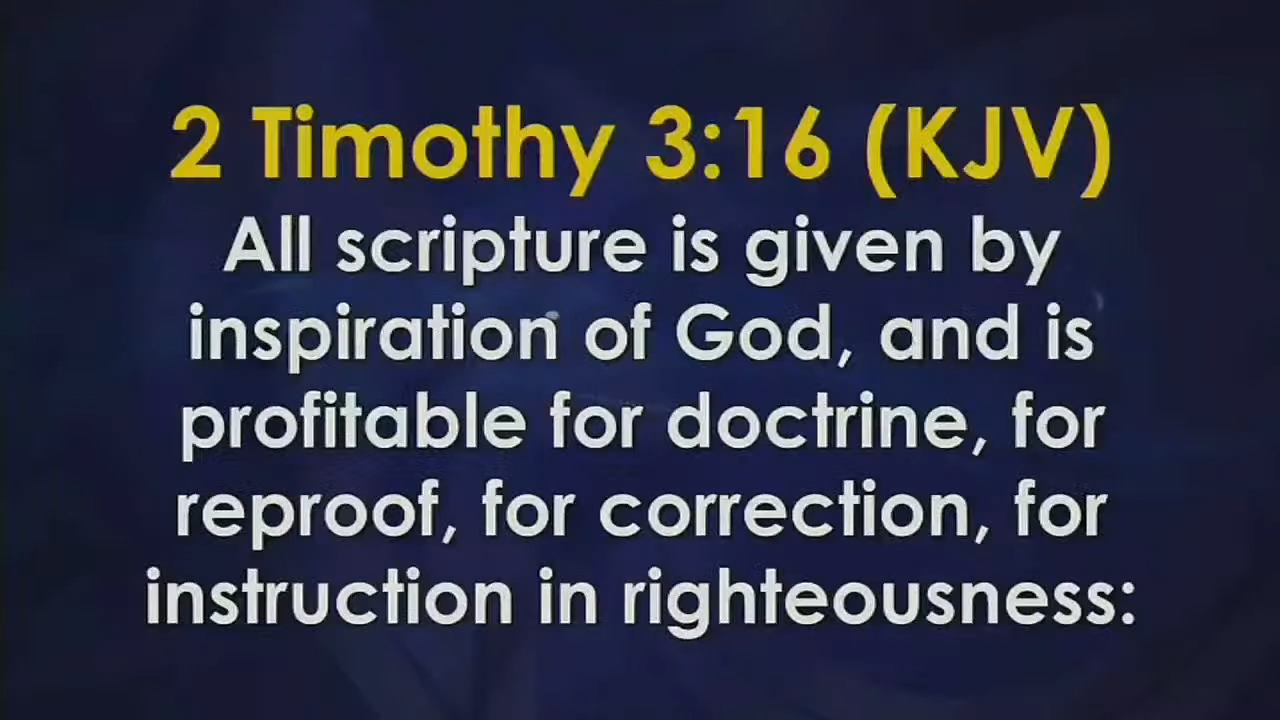 2 Timothy 3:16 (KJV)
All scripture is given by
inspiration of God, and is
profitable for doctrine, for
reproof, for correction, for
instruction in righteousness: